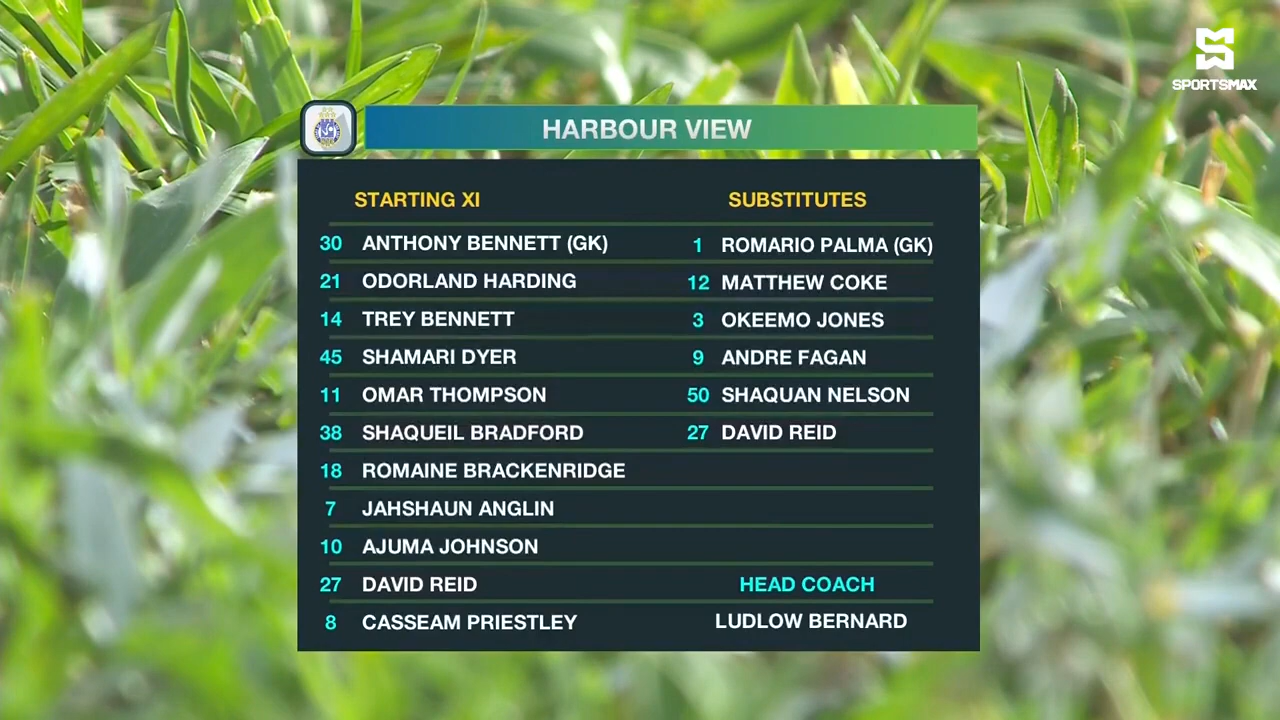 SPORTSMAX
HARBOUR VIEW
STARTING XI
30 ANTHONY BENNETT (GK)
21 ODORLAND HARDING
14 TREY BENNETT
45 SHAMARI DYER
11 OMAR THOMPSON
38 SHAQUEIL BRADFORD
18 ROMAINE BRACKENRIDGE
7 JAHSHAUN ANGLIN
10 AJUMA JOHNSON
27 DAVID REID
8 CASSEAM PRIESTLEY
SUBSTITUTES
1 ROMARIO PALMA (GK)
12 MATTHEW COKE
3 OKEEMO JONES
9 ANDRE FAGAN
50 SHAQUAN NELSON
27 DAVID REID
HEAD COACH
LUDLOW BERNARD